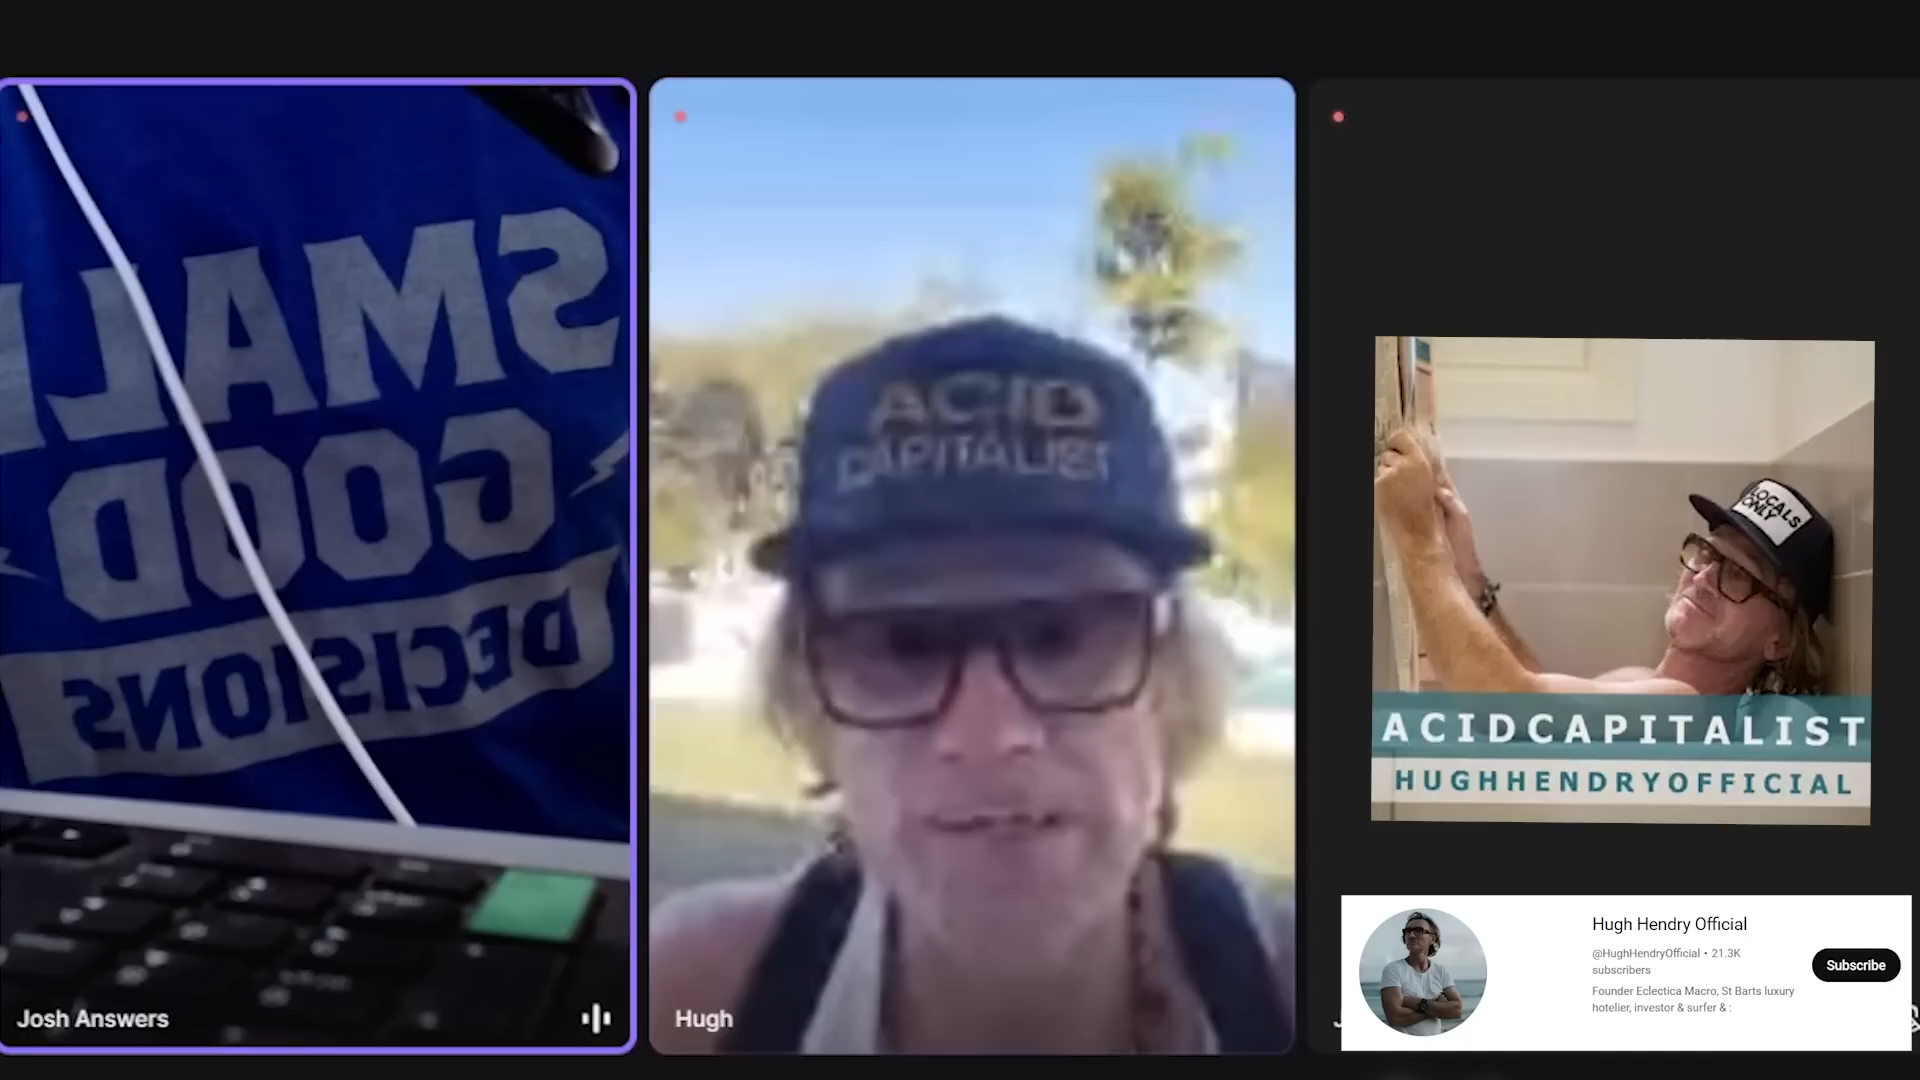 SMALL
GOOD
DECISIONS
Josh Answers
ACID
CAPITALIST
Hugh
LOCALS
ONLY
ACIDCAPITALIST
HUGHHENDRYOFFICIAL
Hugh Hendry Official
@HughHendryOfficial • 21.3K
subscribers
Subscribe
Founder Eclectica Macro, St Barts luxury
hotelier, investor & surfer & :